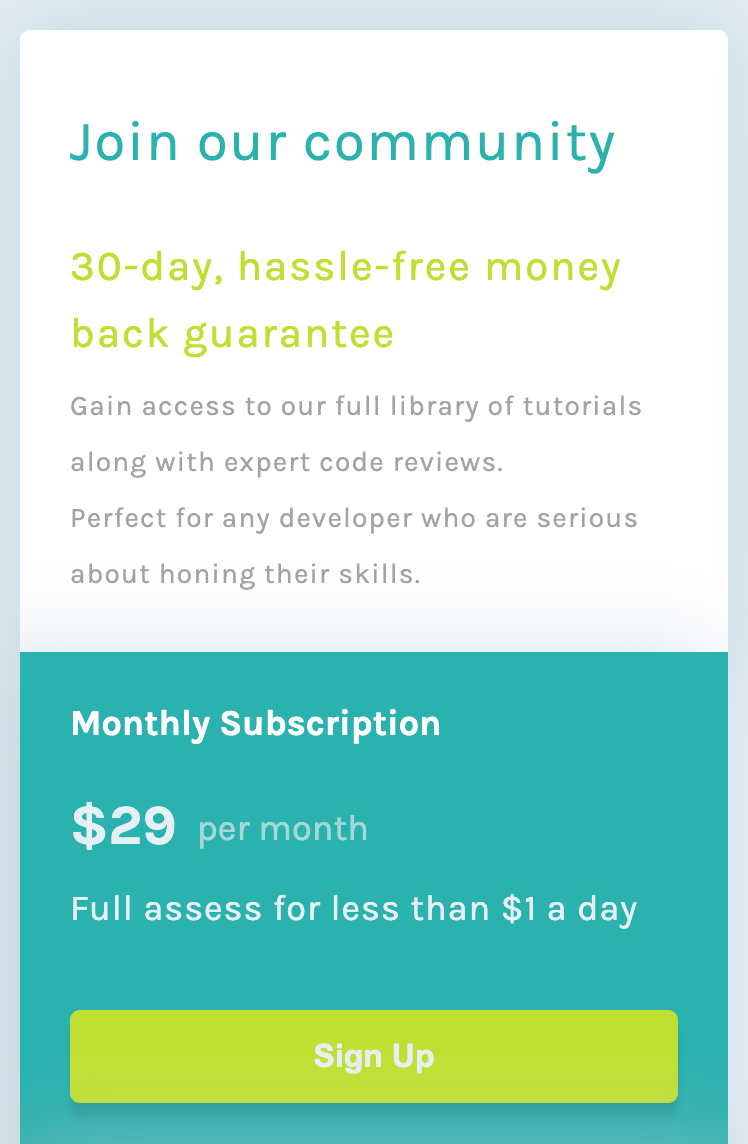 Join our community
30-day, hassle-free money
back guarantee
Gain access to our full library of tutorials
along with expert code reviews.
Perfect for any developer who are serious
about honing their skills.
Monthly Subscription
$29 per month
Full assess for less than $1 a day
Sign Up